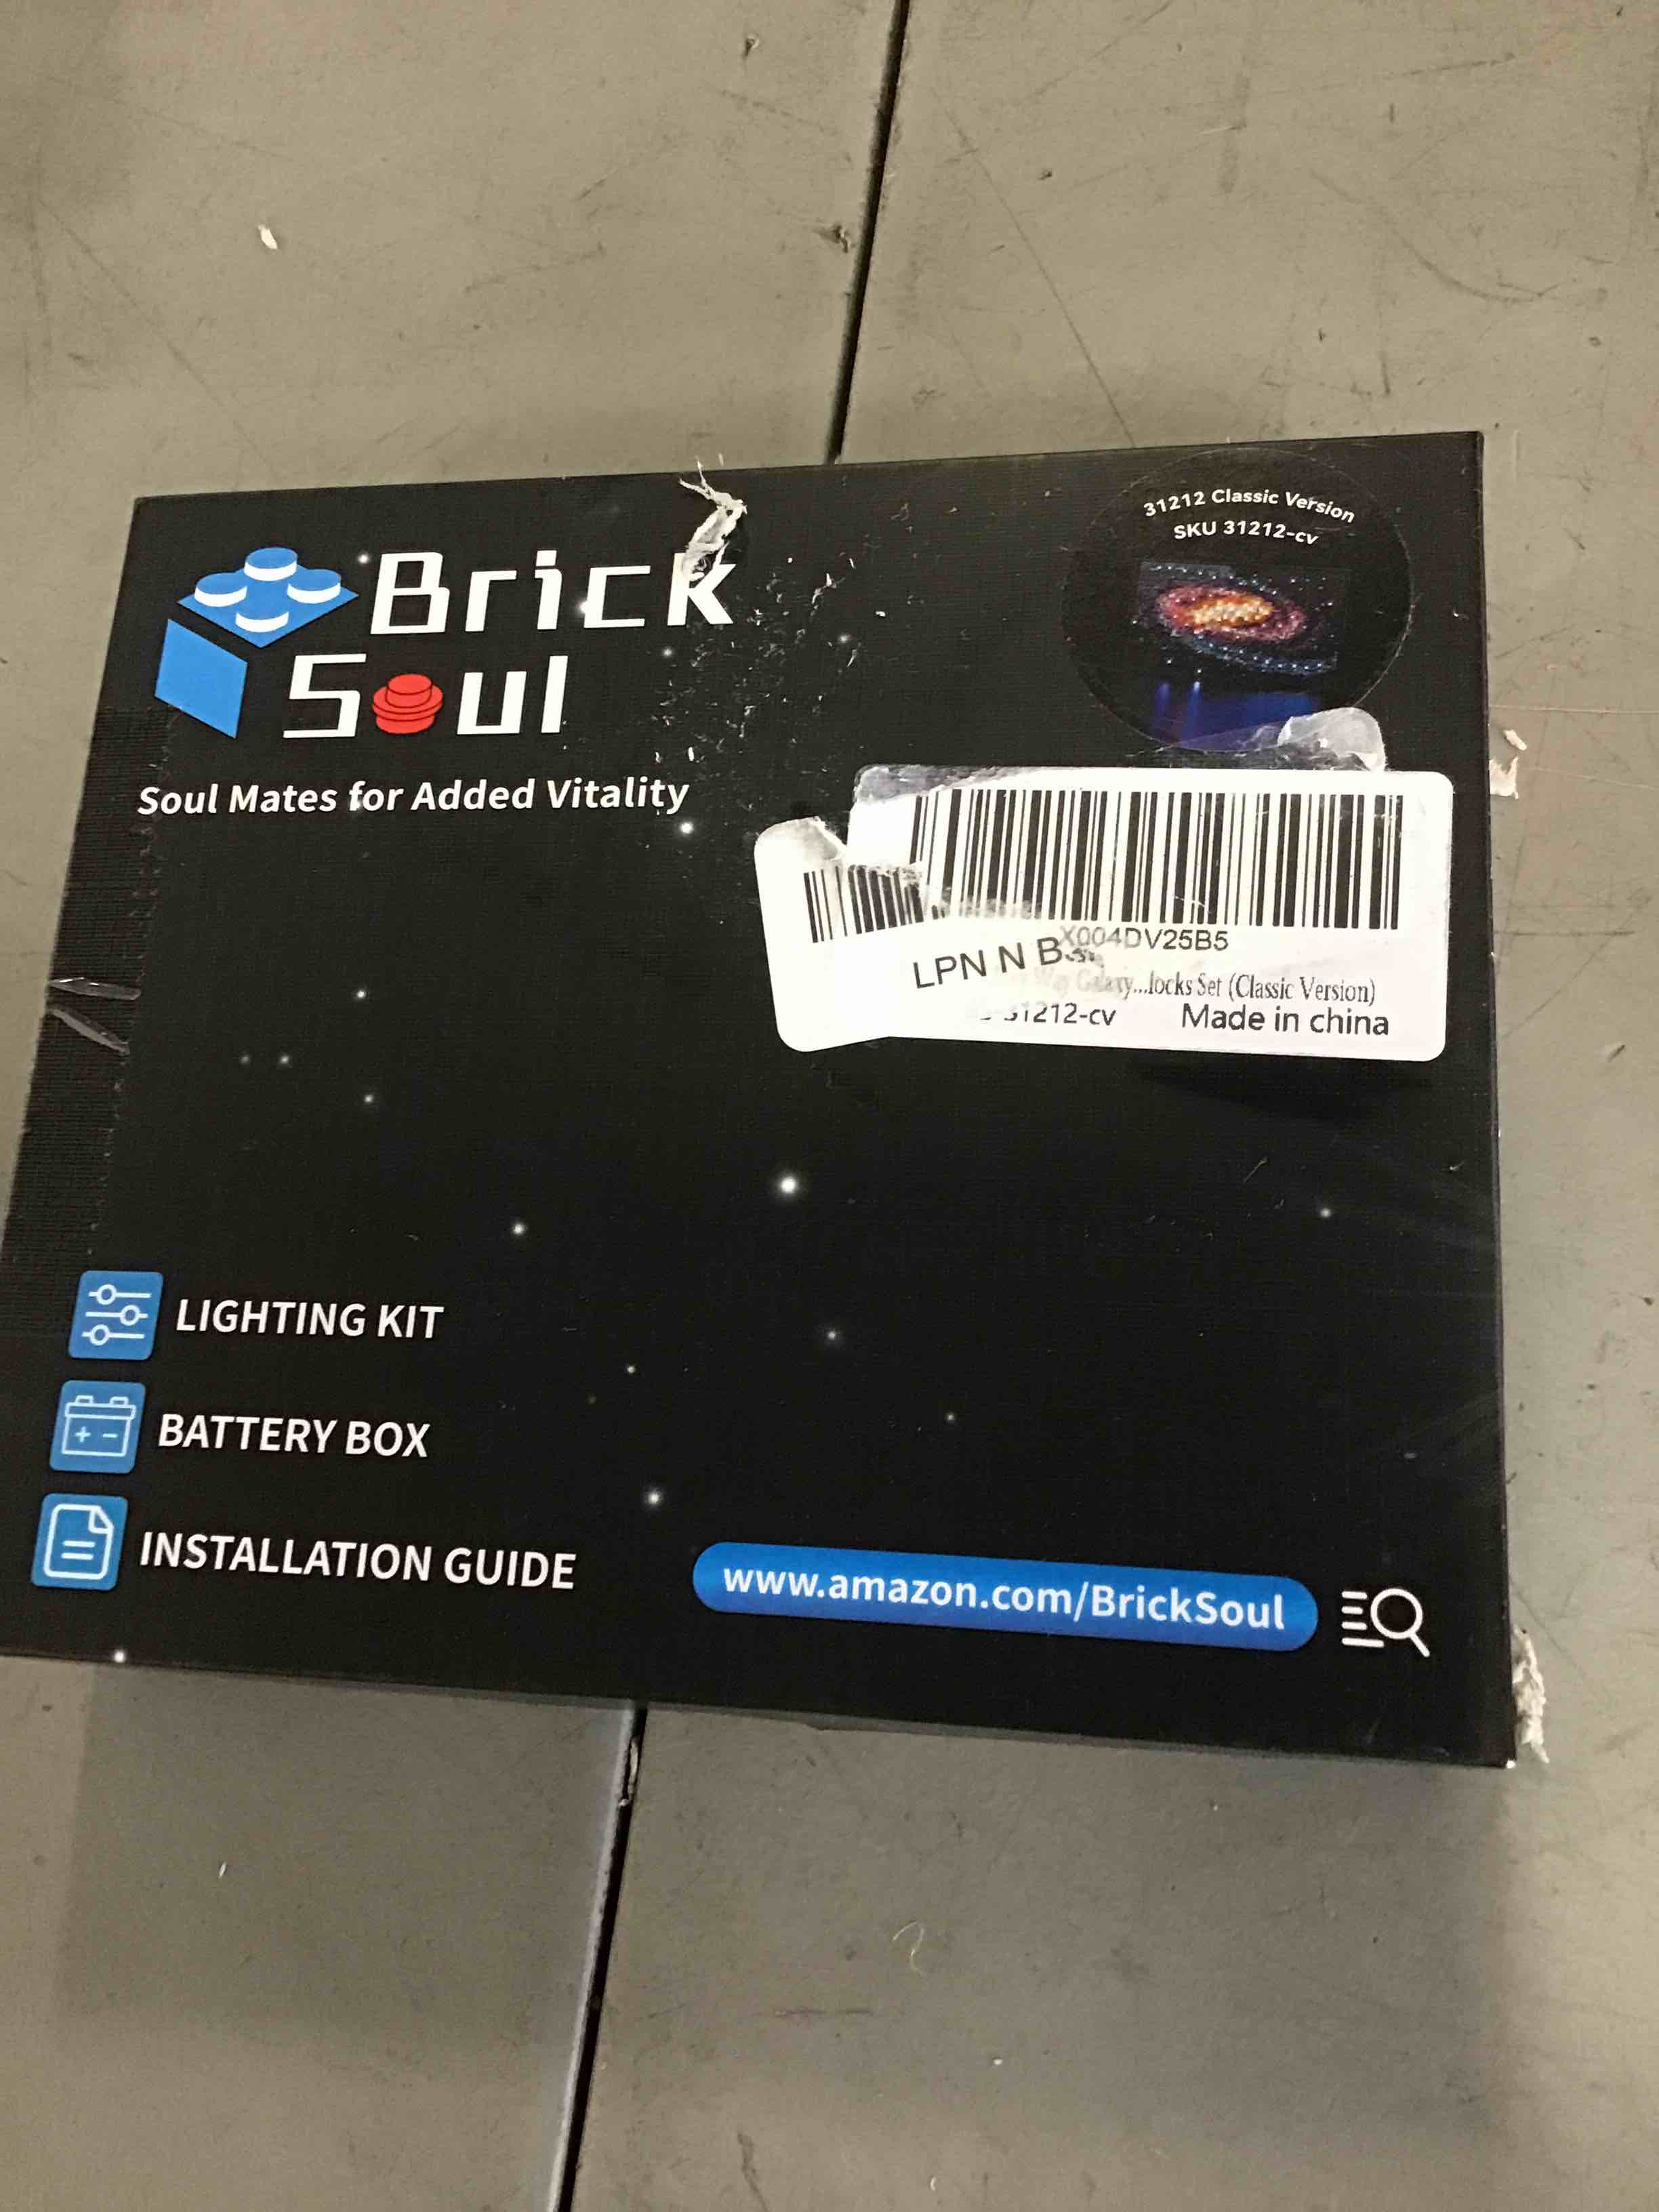 31212 Classic Version
SKU 31212-cv
Brick
Soul
Soul Mates for Added Vitality
X004DV25B5
LPN N B
Galaxy...locks Set (Classic Version)
31212-cv Made in china
LIGHTING KIT
BATTERY BOX
INSTALLATION GUIDE
www.amazon.com/BrickSoul